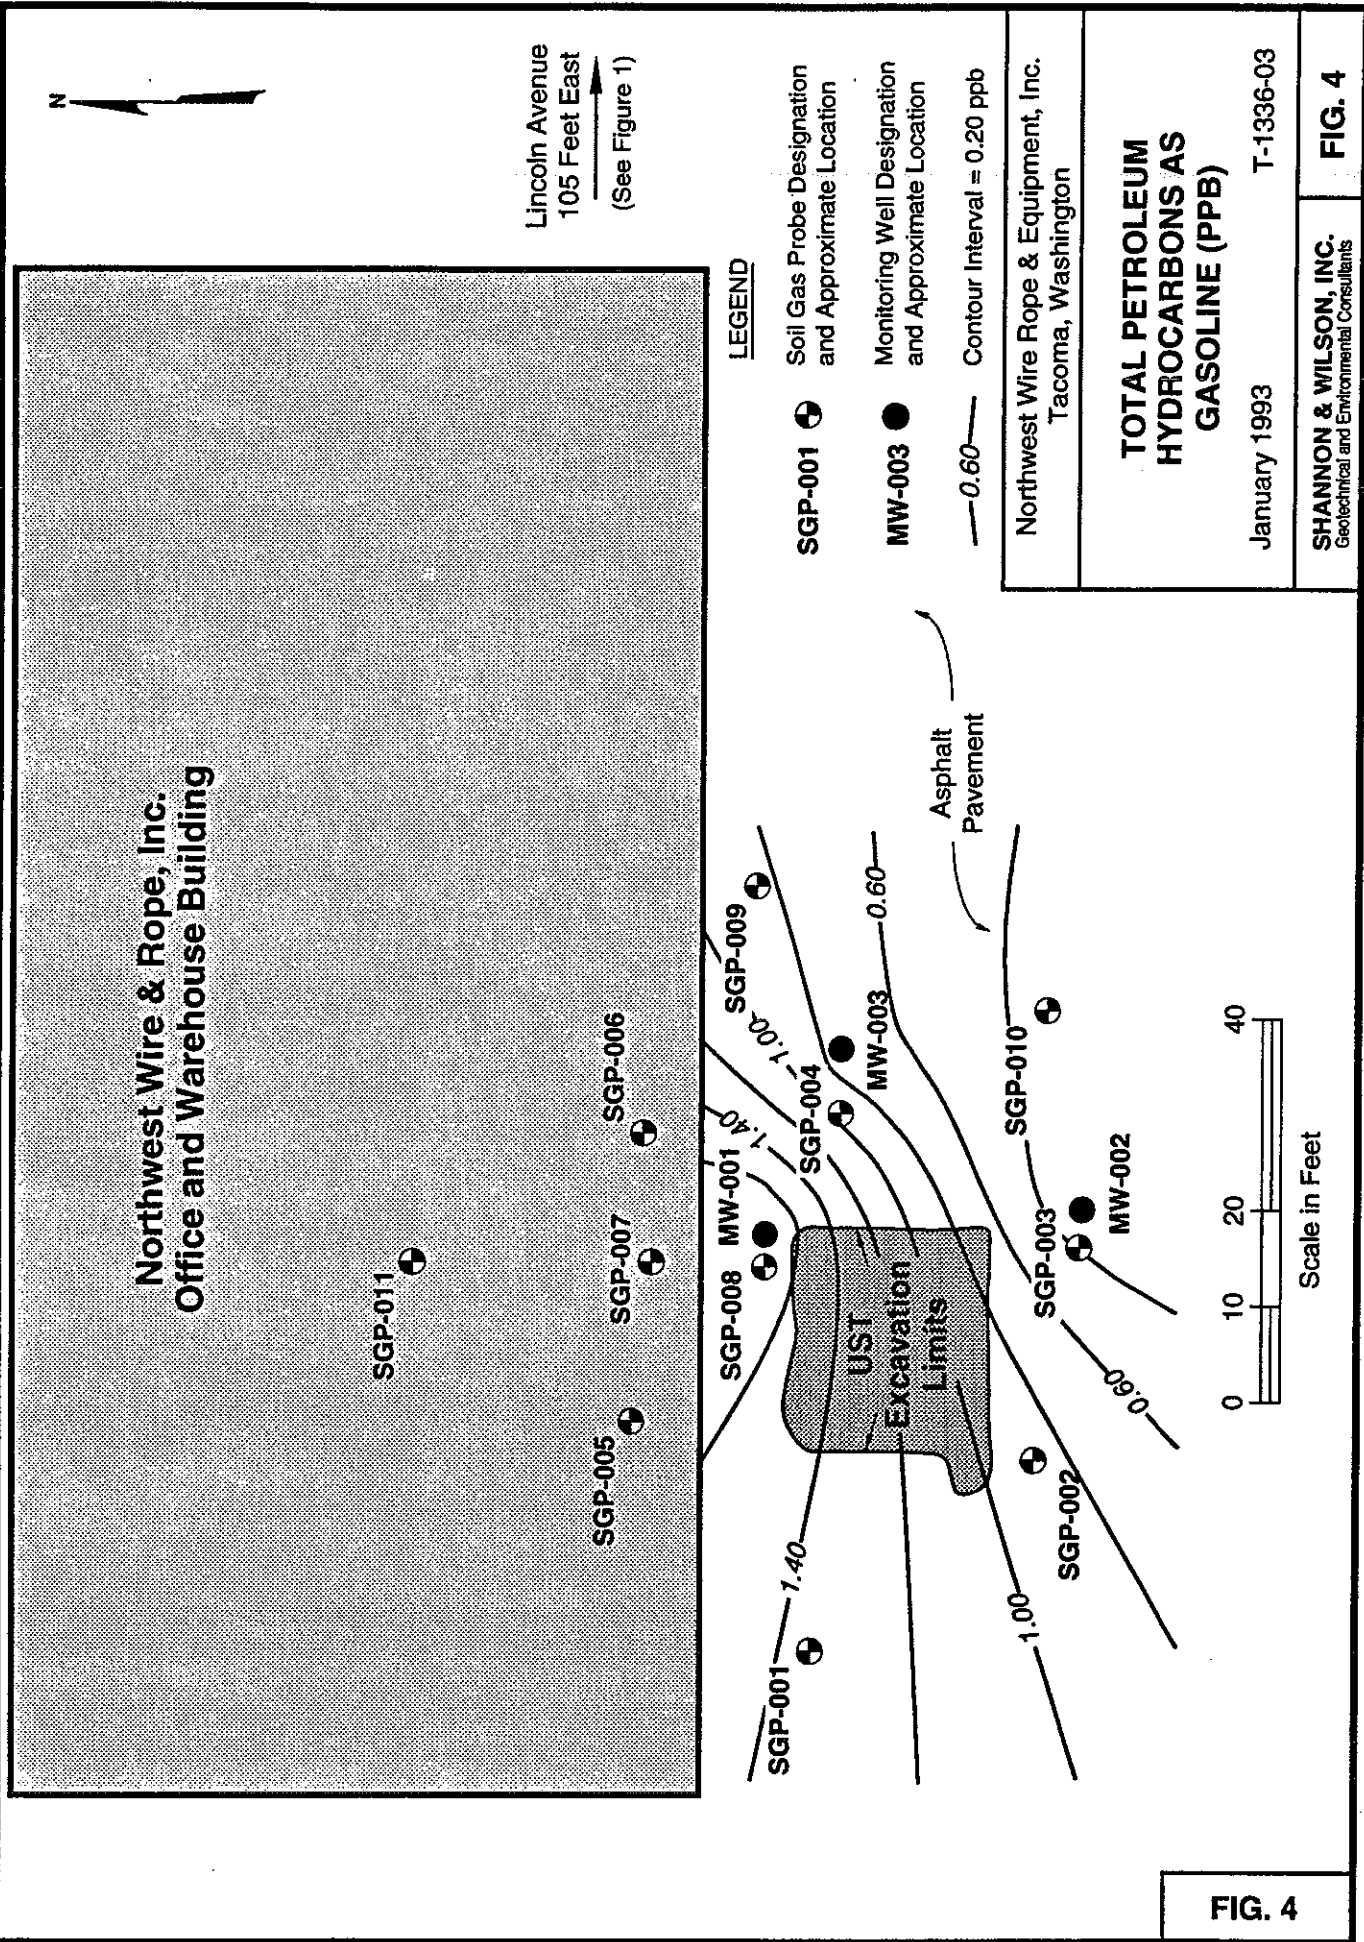 N
Lincoln Avenue
105 Feet East
(See Figure 1)
Northwest Wire & Rope, Inc.
Office and Warehouse Building
SGP-011
SGP-005
SGP-007
SGP-006
SGP-008
MW-001
SGP-009
SGP-001
1.40
1.40
1.00
SGP-004
MW-003
0.60
UST
Excavation
Limits
SGP-002
1.00
SGP-003
SGP-010
MW-002
0.60
Asphalt
Pavement
0
10
20
40
Scale in Feet
LEGEND
SGP-001
Soil Gas Probe Designation
and Approximate Location
MW-003
Monitoring Well Designation
and Approximate Location
0.60
Contour Interval = 0.20 ppb
Northwest Wire Rope & Equipment, Inc.
Tacoma, Washington
TOTAL PETROLEUM
HYDROCARBONS AS
GASOLINE (PPB)
January 1993
T-1336-03
SHANNON & WILSON, INC.
Geotechnical and Environmental Consultants
FIG. 4
FIG. 4